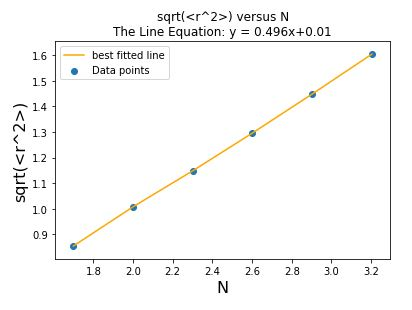 sqrt(<r^2>) versus N
The Line Equation: y = 0.496x+0.01
best fitted line
Data points
sqrt(<r^2>)
1.6
1.5
1.4
1.3
1.2
1.1
1.0
0.9
1.8 2.0 2.2 2.4 2.6 2.8 3.0 3.2
N